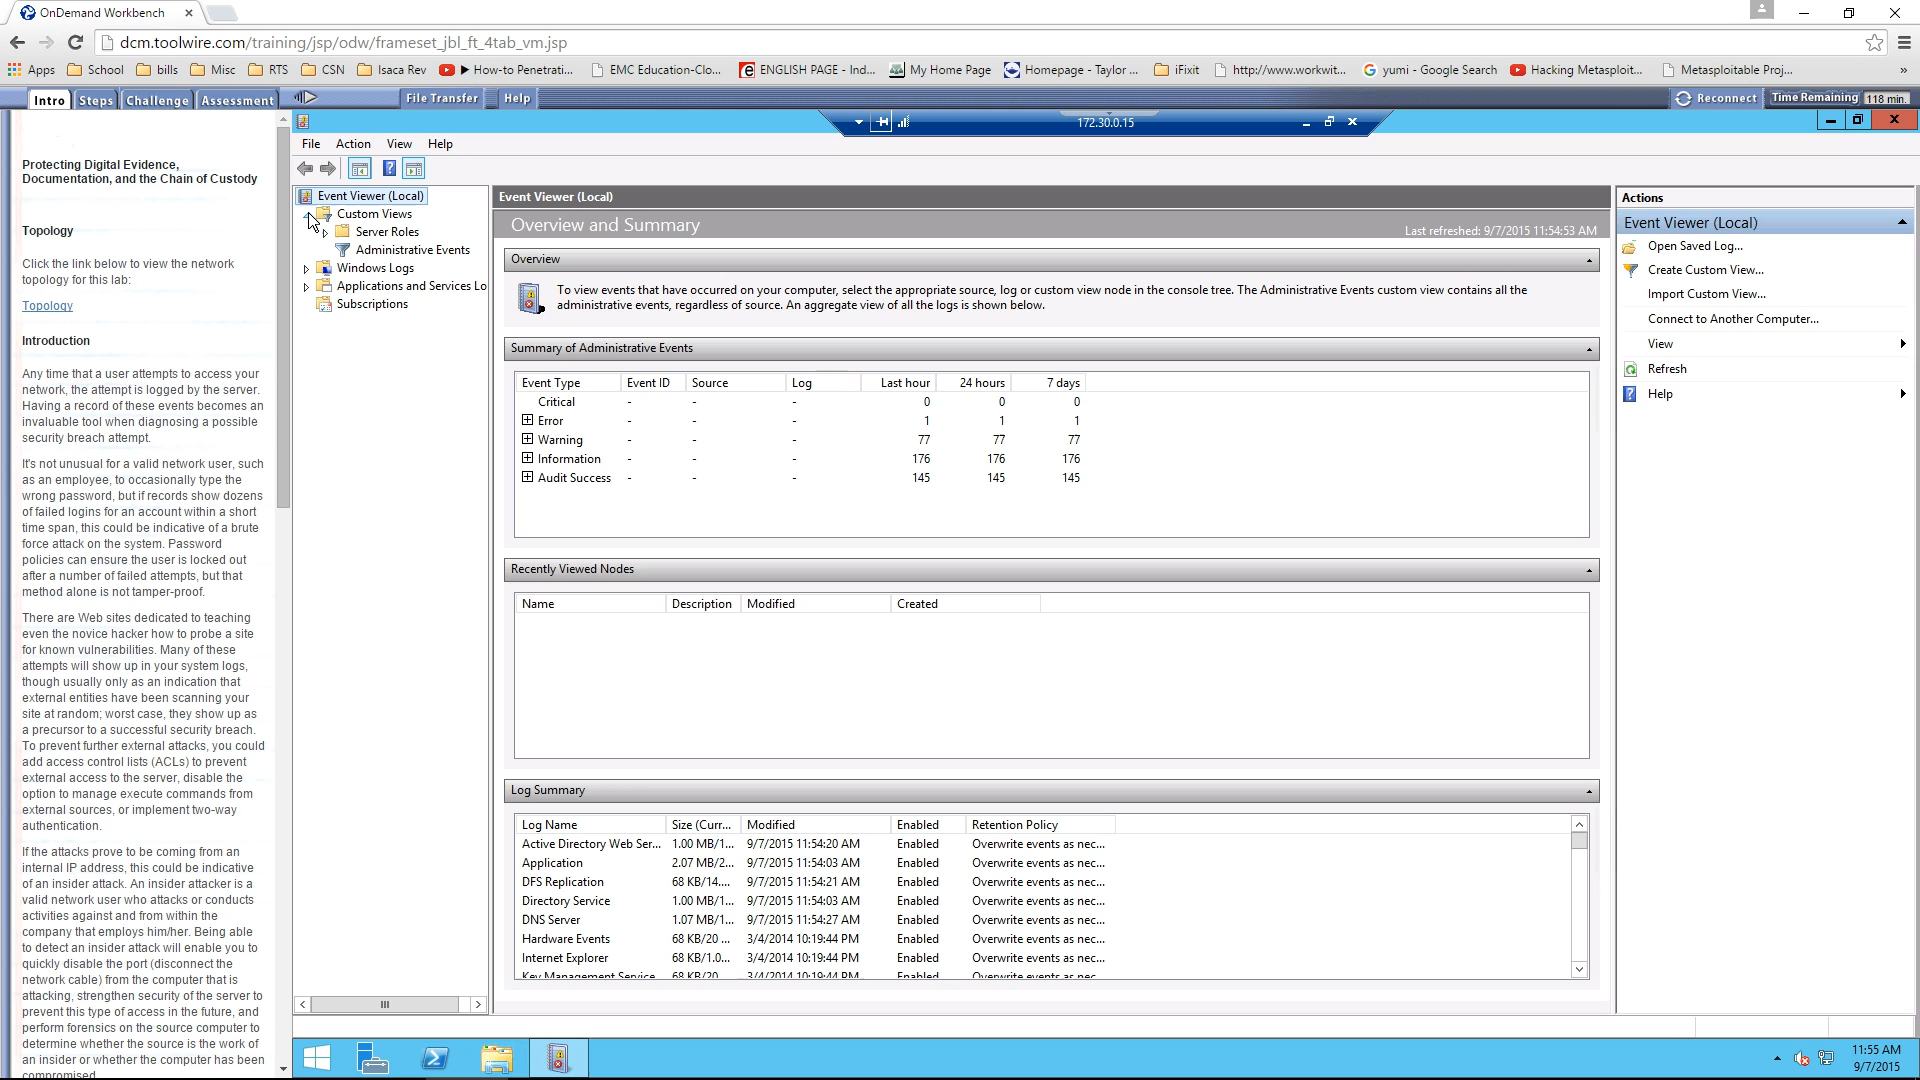 OnDemand Workbench
dcm.toolwire.com/training/jsp/odw/frameset_jbl_ft_4tab_vm.jsp
Apps School bills Misc RTS CSN Isaca Rev ▶ How-to Penetrati... EMC Education-Clo... ENGLISH PAGE - Ind... My Home Page Homepage - Taylor ... iFixit http://www.workwit... yumi - Google Search Hacking Metasploit... Metasploitable Proj... »
Intro Steps Challenge Assessment File Transfer Help Reconnect Time Remaining 118 min.
Protecting Digital Evidence,
Documentation, and the Chain of Custody
Topology
Click the link below to view the network
topology for this lab:
Topology
Introduction
Any time that a user attempts to access your
network, the attempt is logged by the server.
Having a record of these events becomes an
invaluable tool when diagnosing a possible
security breach attempt.
It's not unusual for a valid network user, such
as an employee, to occasionally type the
wrong password, but if records show dozens
of failed logins for an account within a short
time span, this could be indicative of a brute
force attack on the system. Password
policies can ensure the user is locked out
after a number of failed attempts, but that
method alone is not tamper-proof.
There are Web sites dedicated to teaching
even the novice hacker how to probe a site
for known vulnerabilities. Many of these
attempts will show up in your system logs,
though usually only as an indication that
external entities have been scanning your
site at random; worst case, they show up as
a precursor to a successful security breach.
To prevent further external attacks, you could
add access control lists (ACLs) to prevent
external access to the server, disable the
option to manage execute commands from
external sources, or implement two-way
authentication.
If the attacks prove to be coming from an
internal IP address, this could be indicative
of an insider attack. An insider attacker is a
valid network user who attacks or conducts
activities against and from within the
company that employs him/her. Being able
to detect an insider attack will enable you to
quickly disable the port (disconnect the
network cable) from the computer that is
attacking, strengthen security of the server to
prevent this type of access in the future, and
perform forensics on the source computer to
determine whether the source is the work of
an insider or whether the computer has been
compromised.
172.30.0.15
File Action View Help
Event Viewer (Local)
Custom Views
Server Roles
Administrative Events
Windows Logs
Applications and Services Lo
Subscriptions
Event Viewer (Local)
Overview and Summary Last refreshed: 9/7/2015 11:54:53 AM
Overview
To view events that have occurred on your computer, select the appropriate source, log or custom view node in the console tree. The Administrative Events custom view contains all the
administrative events, regardless of source. An aggregate view of all the logs is shown below.
Summary of Administrative Events
Event Type Event ID Source Log Last hour 24 hours 7 days
Critical - - - 0 0 0
Error - - - 1 1 1
Warning - - - 77 77 77
Information - - - 176 176 176
Audit Success - - - 145 145 145
Recently Viewed Nodes
Name Description Modified Created
Log Summary
Log Name Size (Curr... Modified Enabled Retention Policy
Active Directory Web Ser... 1.00 MB/1... 9/7/2015 11:54:20 AM Enabled Overwrite events as nec...
Application 2.07 MB/2... 9/7/2015 11:54:03 AM Enabled Overwrite events as nec...
DFS Replication 68 KB/14.... 9/7/2015 11:54:21 AM Enabled Overwrite events as nec...
Directory Service 1.00 MB/1... 9/7/2015 11:54:03 AM Enabled Overwrite events as nec...
DNS Server 1.07 MB/1... 9/7/2015 11:54:27 AM Enabled Overwrite events as nec...
Hardware Events 68 KB/20 ... 3/4/2014 10:19:44 PM Enabled Overwrite events as nec...
Internet Explorer 68 KB/1.0... 3/4/2014 10:19:44 PM Enabled Overwrite events as nec...
Key Management Service 68 KB/20 3/4/2014 10:19:44 PM Enabled Overwrite events as nec
Actions
Event Viewer (Local)
Open Saved Log...
Create Custom View...
Import Custom View...
Connect to Another Computer...
View
Refresh
Help
11:55 AM
9/7/2015